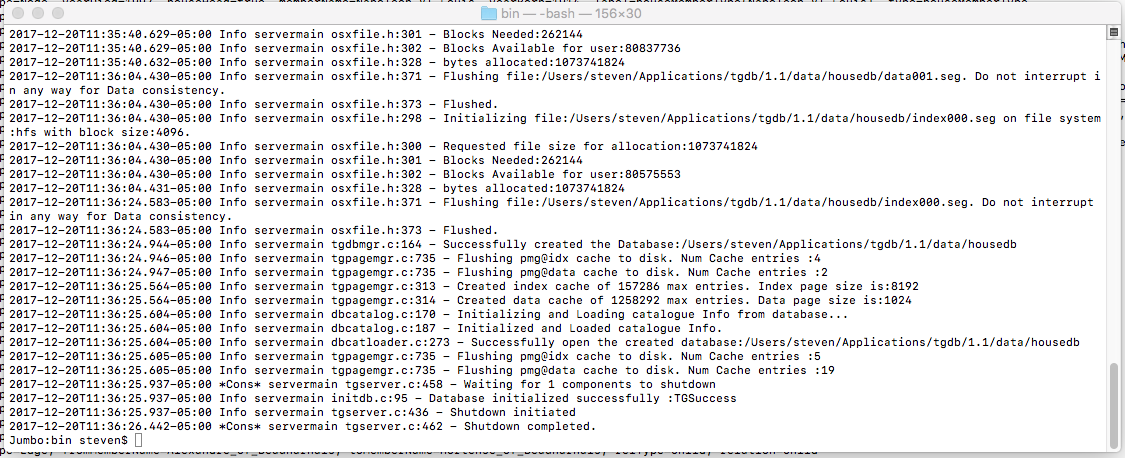 bin — -bash — 156×30
2017-12-20T11:35:40.629-05:00 Info servermain osxfile.h:301 - Blocks Needed:262144
2017-12-20T11:35:40.629-05:00 Info servermain osxfile.h:302 - Blocks Available for user:80837736
2017-12-20T11:35:40.632-05:00 Info servermain osxfile.h:328 - bytes allocated:1073741824
2017-12-20T11:36:04.430-05:00 Info servermain osxfile.h:371 - Flushing file:/Users/steven/Applications/tgdb/1.1/data/housedb/data001.seg. Do not interrupt i
n any way for Data consistency.
2017-12-20T11:36:04.430-05:00 Info servermain osxfile.h:373 - Flushed.
2017-12-20T11:36:04.430-05:00 Info servermain osxfile.h:298 - Initializing file:/Users/steven/Applications/tgdb/1.1/data/housedb/index000.seg on file system
:hfs with block size:4096.
2017-12-20T11:36:04.430-05:00 Info servermain osxfile.h:300 - Requested file size for allocation:1073741824
2017-12-20T11:36:04.430-05:00 Info servermain osxfile.h:301 - Blocks Needed:262144
2017-12-20T11:36:04.430-05:00 Info servermain osxfile.h:302 - Blocks Available for user:80575553
2017-12-20T11:36:04.431-05:00 Info servermain osxfile.h:328 - bytes allocated:1073741824
2017-12-20T11:36:24.583-05:00 Info servermain osxfile.h:371 - Flushing file:/Users/steven/Applications/tgdb/1.1/data/housedb/index000.seg. Do not interrupt
in any way for Data consistency.
2017-12-20T11:36:24.583-05:00 Info servermain osxfile.h:373 - Flushed.
2017-12-20T11:36:24.944-05:00 Info servermain tgdbmgr.c:164 - Successfully created the Database:/Users/steven/Applications/tgdb/1.1/data/housedb
2017-12-20T11:36:24.946-05:00 Info servermain tgpagemgr.c:735 - Flushing pmg@idx cache to disk. Num Cache entries :4
2017-12-20T11:36:24.947-05:00 Info servermain tgpagemgr.c:735 - Flushing pmg@data cache to disk. Num Cache entries :2
2017-12-20T11:36:25.564-05:00 Info servermain tgpagemgr.c:313 - Created index cache of 157286 max entries. Index page size is:8192
2017-12-20T11:36:25.564-05:00 Info servermain tgpagemgr.c:314 - Created data cache of 1258292 max entries. Data page size is:1024
2017-12-20T11:36:25.604-05:00 Info servermain dbcatalog.c:170 - Initializing and Loading catalogue Info from database...
2017-12-20T11:36:25.604-05:00 Info servermain dbcatalog.c:187 - Initialized and Loaded catalogue Info.
2017-12-20T11:36:25.604-05:00 Info servermain dbcatloader.c:273 - Successfully open the created database:/Users/steven/Applications/tgdb/1.1/data/housedb
2017-12-20T11:36:25.605-05:00 Info servermain tgpagemgr.c:735 - Flushing pmg@idx cache to disk. Num Cache entries :5
2017-12-20T11:36:25.605-05:00 Info servermain tgpagemgr.c:735 - Flushing pmg@data cache to disk. Num Cache entries :19
2017-12-20T11:36:25.937-05:00 *Cons* servermain tgserver.c:458 - Waiting for 1 components to shutdown
2017-12-20T11:36:25.937-05:00 Info servermain initdb.c:95 - Database initialized successfully :TGSuccess
2017-12-20T11:36:25.937-05:00 Info servermain tgserver.c:436 - Shutdown initiated
2017-12-20T11:36:26.442-05:00 *Cons* servermain tgserver.c:462 - Shutdown completed.
Jumbo:bin steven$